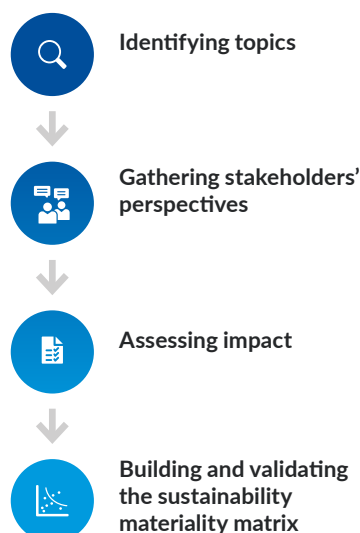 Identifying topics
Gathering stakeholders’
perspectives
Assessing impact
Building and validating
the sustainability
materiality matrix